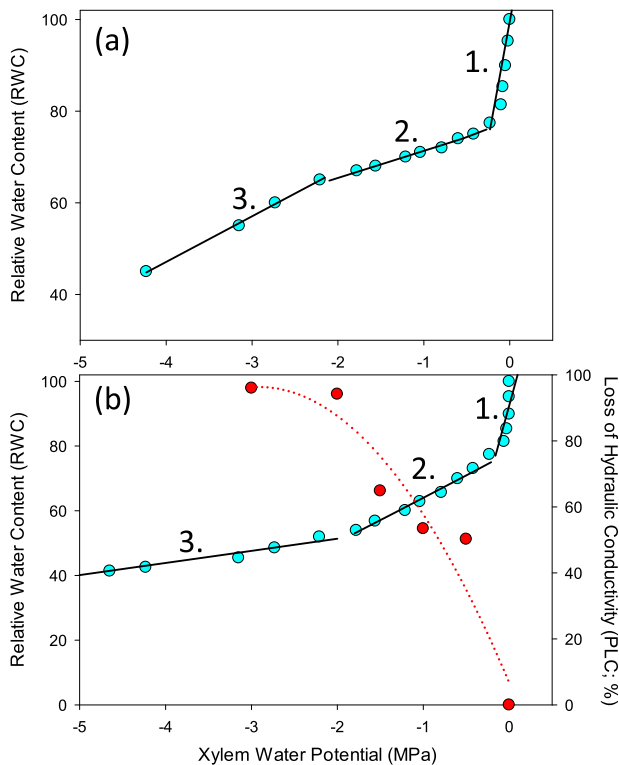 (a)
1.
2.
3.
Relative Water Content (RWC)
100
80
60
40
-5 -4 -3 -2 -1 0
(b)
1.
2.
3.
Relative Water Content (RWC)
100
80
60
40
20
0
Loss of Hydraulic Conductivity (PLC; %)
100
80
60
40
20
0
-5 -4 -3 -2 -1 0
Xylem Water Potential (MPa)